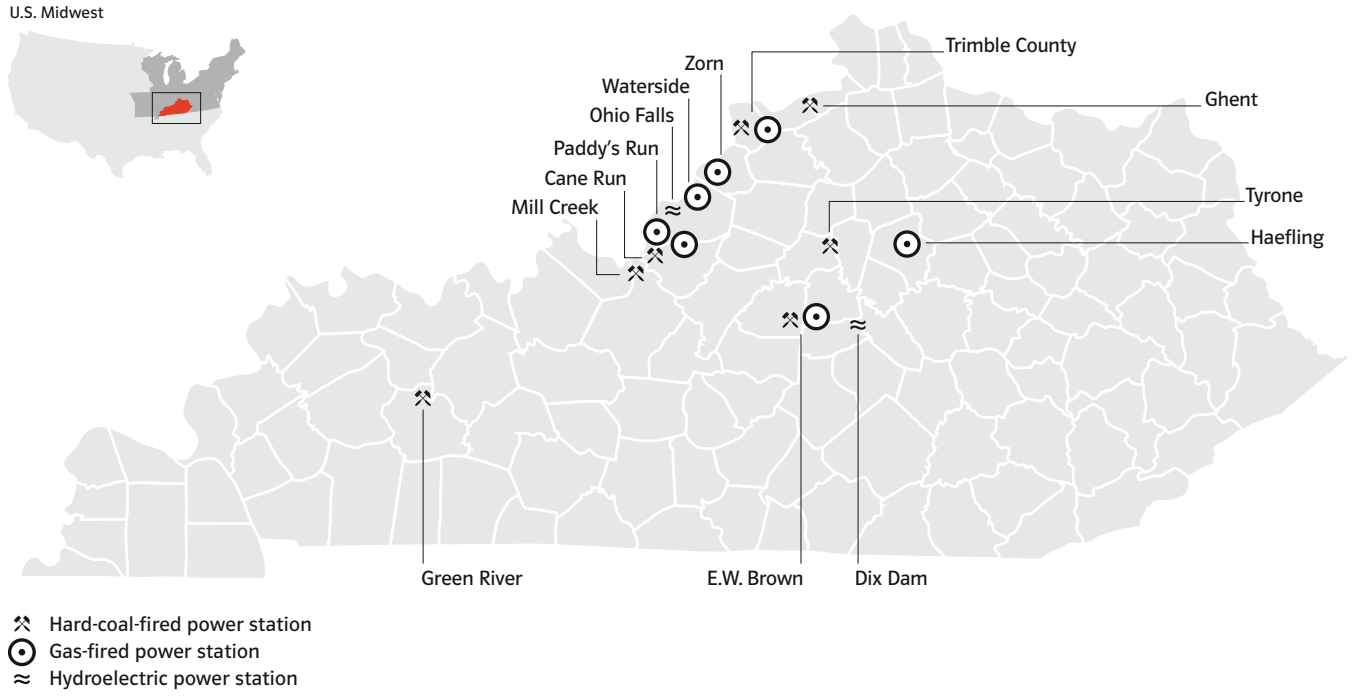 U.S. Midwest
Trimble County
Zorn
Waterside
Ghent
Ohio Falls
Paddy's Run
Cane Run
Mill Creek
Tyrone
Haefling
Green River
E.W. Brown
Dix Dam
Hard-coal-fired power station
Gas-fired power station
Hydroelectric power station